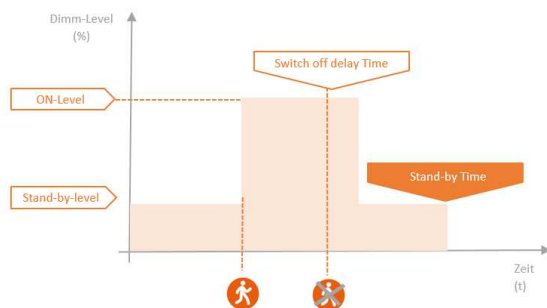 Dimm-Level
(%)
Switch off delay Time
ON-Level
Stand-by Time
Stand-by-level
Zeit
(t)